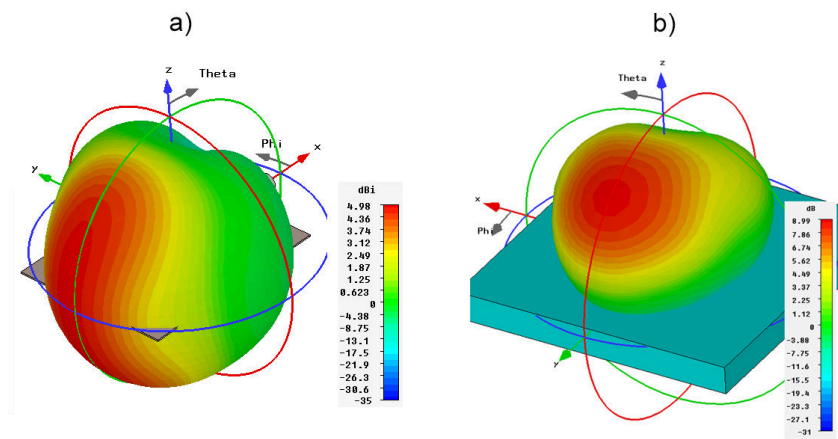 a)
b)
z
Theta
Phi
x
y
dBi
4.98
4.36
3.74
3.12
2.49
1.87
1.25
0.623
0
-4.38
-8.75
-13.1
-17.5
-21.9
-26.3
-30.6
-35
z
Theta
x
Phi
y
dB
8.99
7.86
6.74
5.62
4.49
3.37
2.25
1.12
0
-3.88
-7.75
-11.6
-15.5
-19.4
-23.3
-27.1
-31